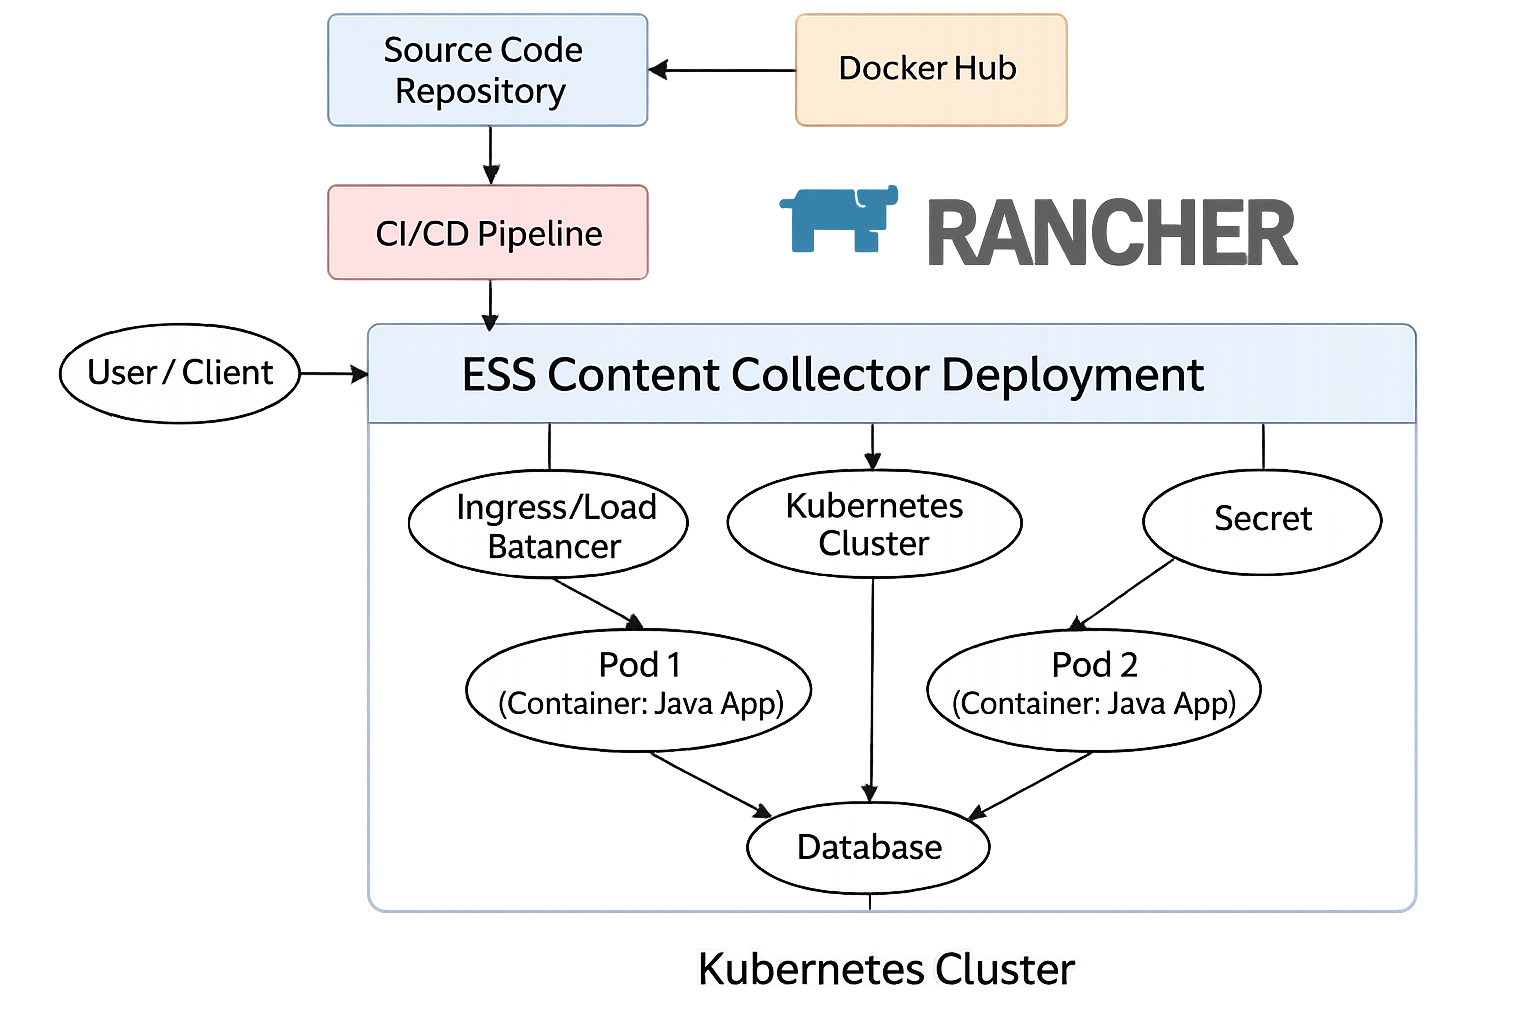 Source Code
Repository
Docker Hub
CI/CD Pipeline
RANCHER
User / Client
ESS Content Collector Deployment
Ingress/Load
Batancer
Kubernetes
Cluster
Secret
Pod 1
(Container: Java App)
Pod 2
(Container: Java App)
Database
Kubernetes Cluster